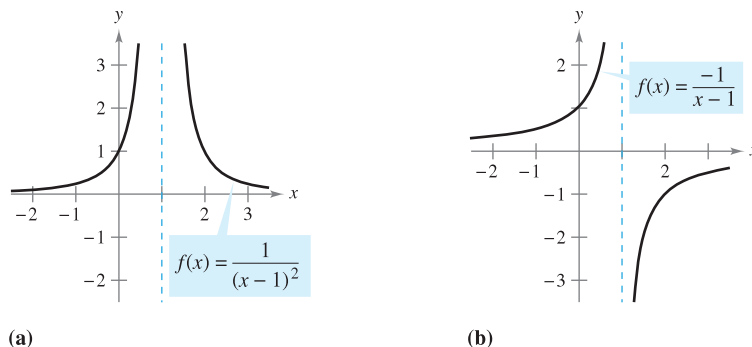 y
3
2
1
−2 −1 2 3 x
−1
−2
f(x) = 1/(x − 1)²
(a)
y
2
f(x) = −1/(x − 1)
−2 −1 2 x
−1
−2
−3
(b)